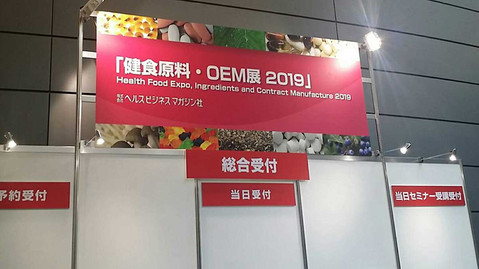 「健食原料・OEM展 2019」
Health Food Expo, Ingredients and Contract Manufacture 2019
株式会社 ヘルスビジネスマガジン社
総合受付
予約受付
当日受付
当日セミナー受講受付